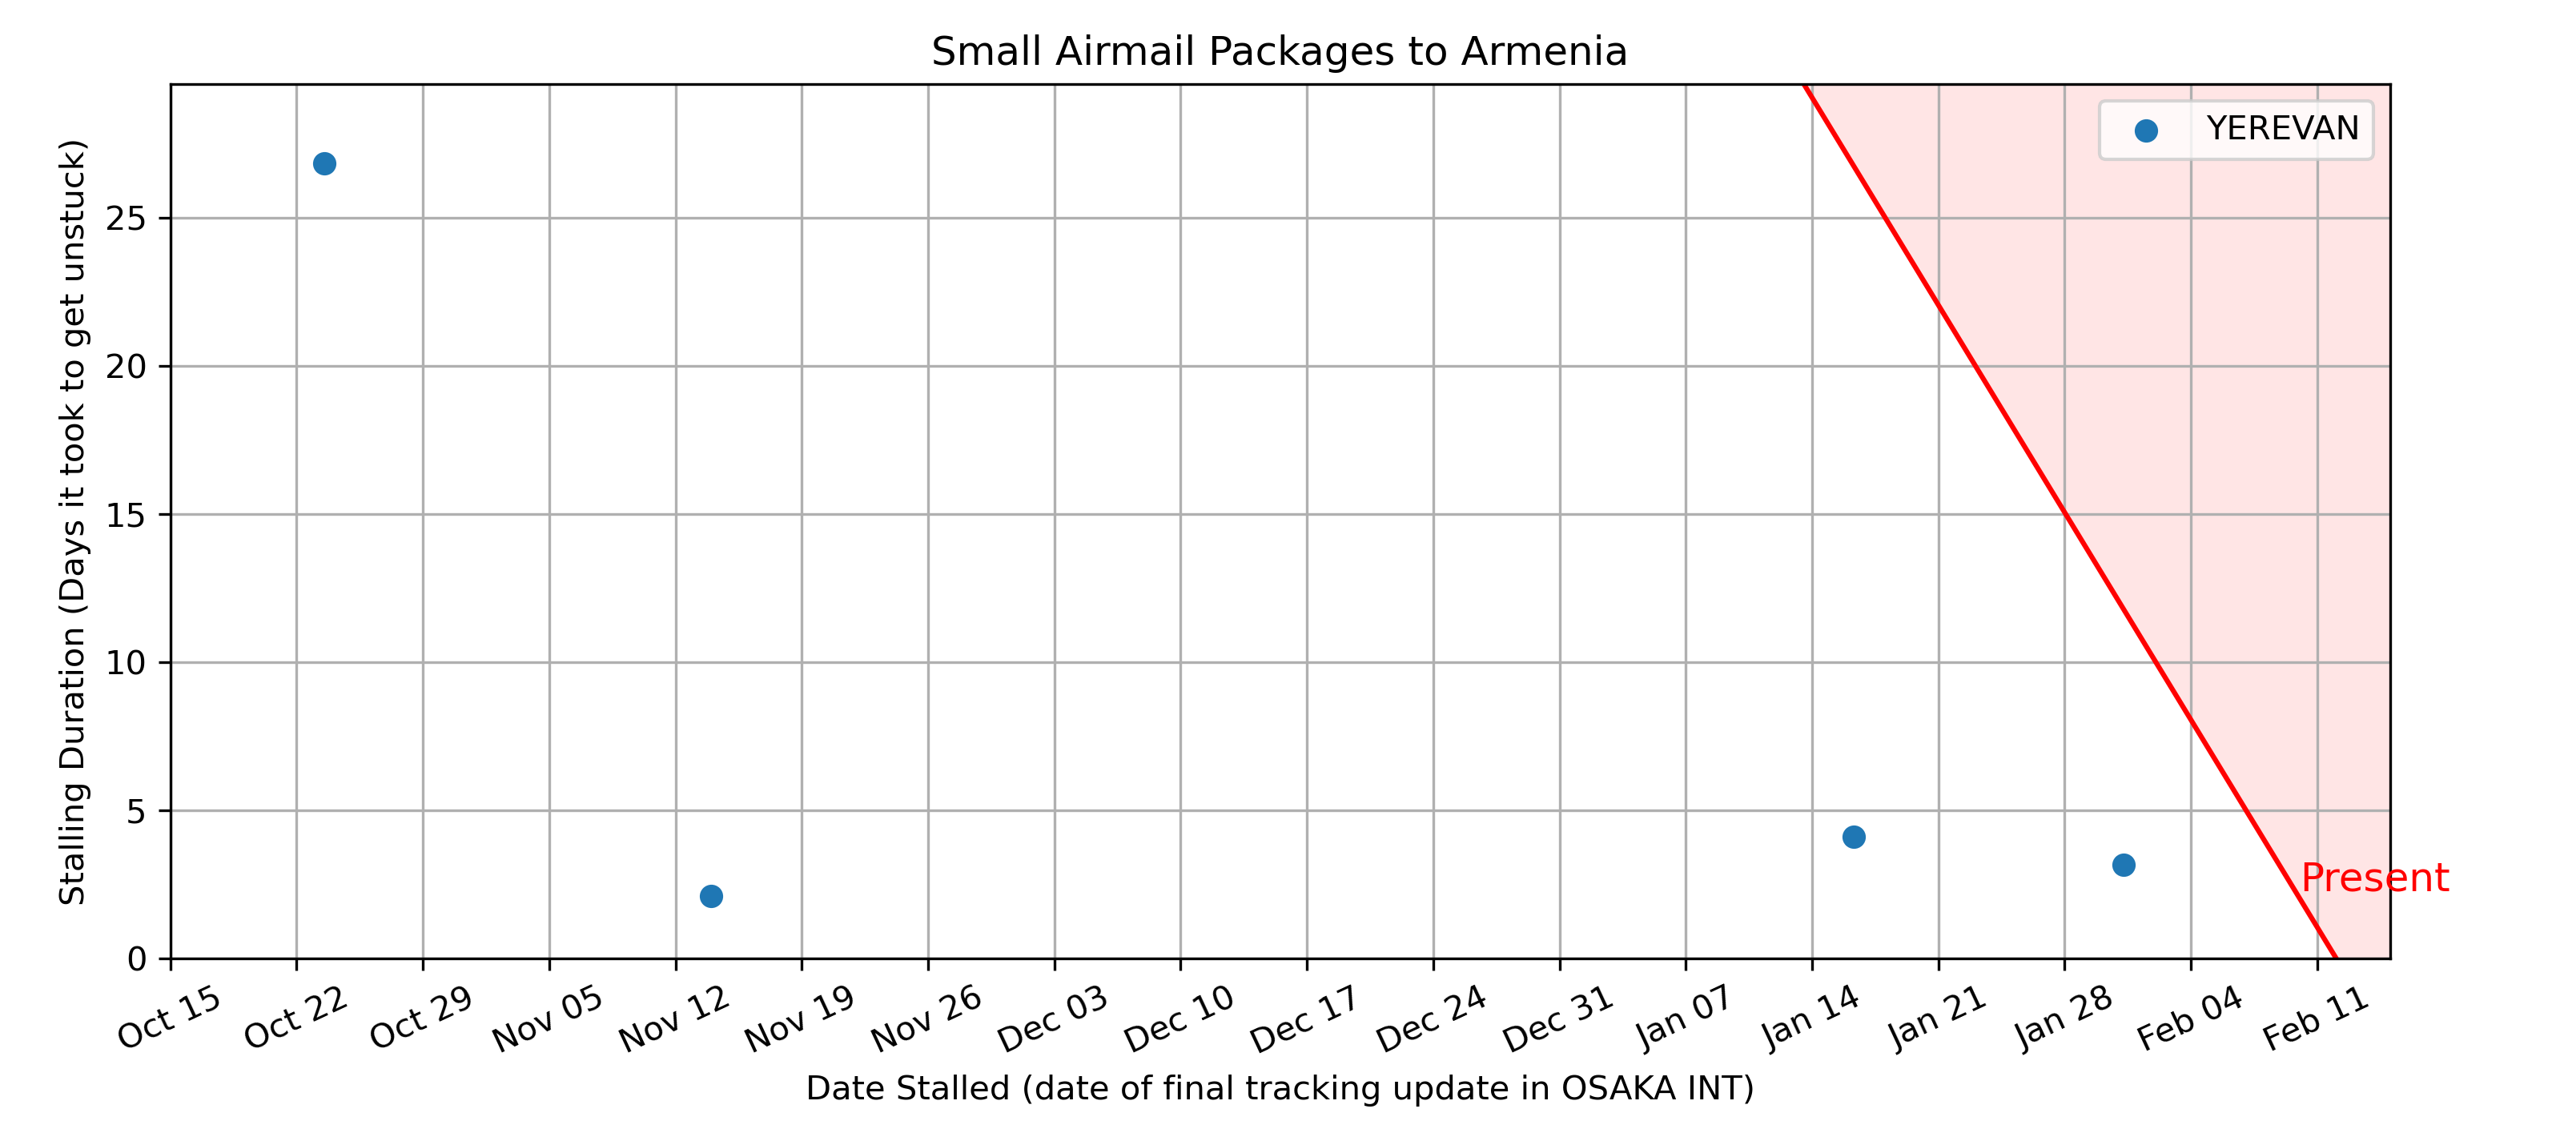 Small Airmail Packages to Armenia
YEREVAN
Stalling Duration (Days it took to get unstuck)
25
20
15
10
5
0
Present
Oct 15
Oct 22
Oct 29
Nov 05
Nov 12
Nov 19
Nov 26
Dec 03
Dec 10
Dec 17
Dec 24
Dec 31
Jan 07
Jan 14
Jan 21
Jan 28
Feb 04
Feb 11
Date Stalled (date of final tracking update in OSAKA INT)